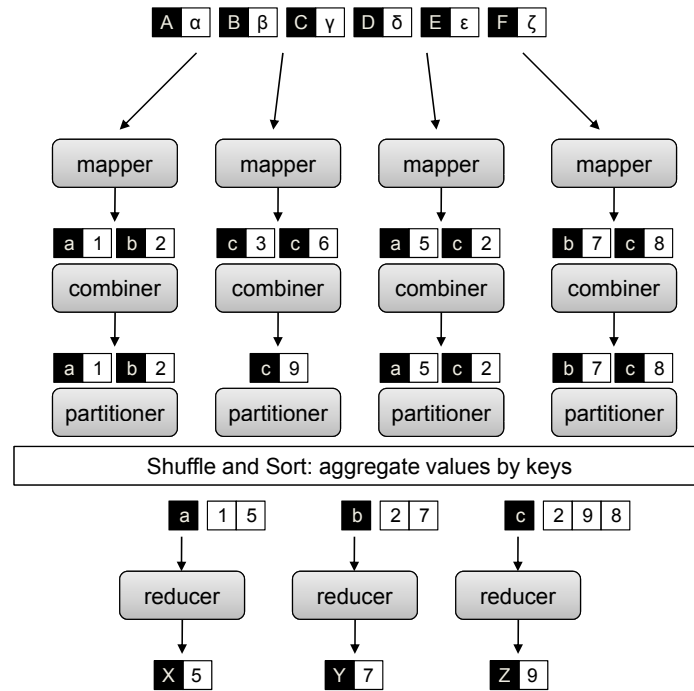 A α B β C γ D δ E ε F ζ
mapper mapper mapper mapper
a 1 b 2 c 3 c 6 a 5 c 2 b 7 c 8
combiner combiner combiner combiner
a 1 b 2 c 9 a 5 c 2 b 7 c 8
partitioner partitioner partitioner partitioner
Shuffle and Sort: aggregate values by keys
a 1 5 b 2 7 c 2 9 8
reducer reducer reducer
X 5 Y 7 Z 9